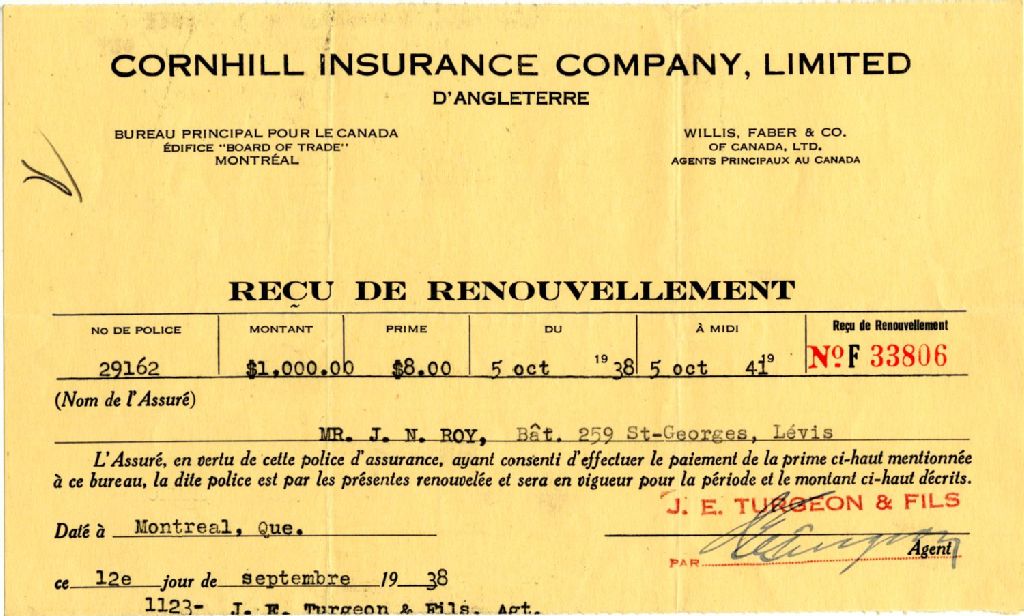 CORNHILL INSURANCE COMPANY, LIMITED
D'ANGLETERRE
BUREAU PRINCIPAL POUR LE CANADA
ÉDIFICE "BOARD OF TRADE"
MONTRÉAL
WILLIS, FABER & CO.
OF CANADA, LTD.
AGENTS PRINCIPAUX AU CANADA
REÇU DE RENOUVELLEMENT
NO DE POLICE MONTANT PRIME DU À MIDI Reçu de Renouvellement
29162 $1,000.00 $8.00 5 oct 1938 5 oct 41 19 No. F 33806
(Nom de l'Assuré)
MR. J. N. ROY, Bât. 259 St-Georges, Lévis
L'Assuré, en vertu de cette police d'assurance, ayant consenti d'effectuer le paiement de la prime ci-haut mentionnée
à ce bureau, la dite police est par les présentes renouvelée et sera en vigueur pour la période et le montant ci-haut décrits.
J. E. TURGEON & FILS
Daté à Montreal, Que.
PAR Agent
ce 12e jour de septembre 1938
1123- J. E. Turgeon & Fils, Agt.